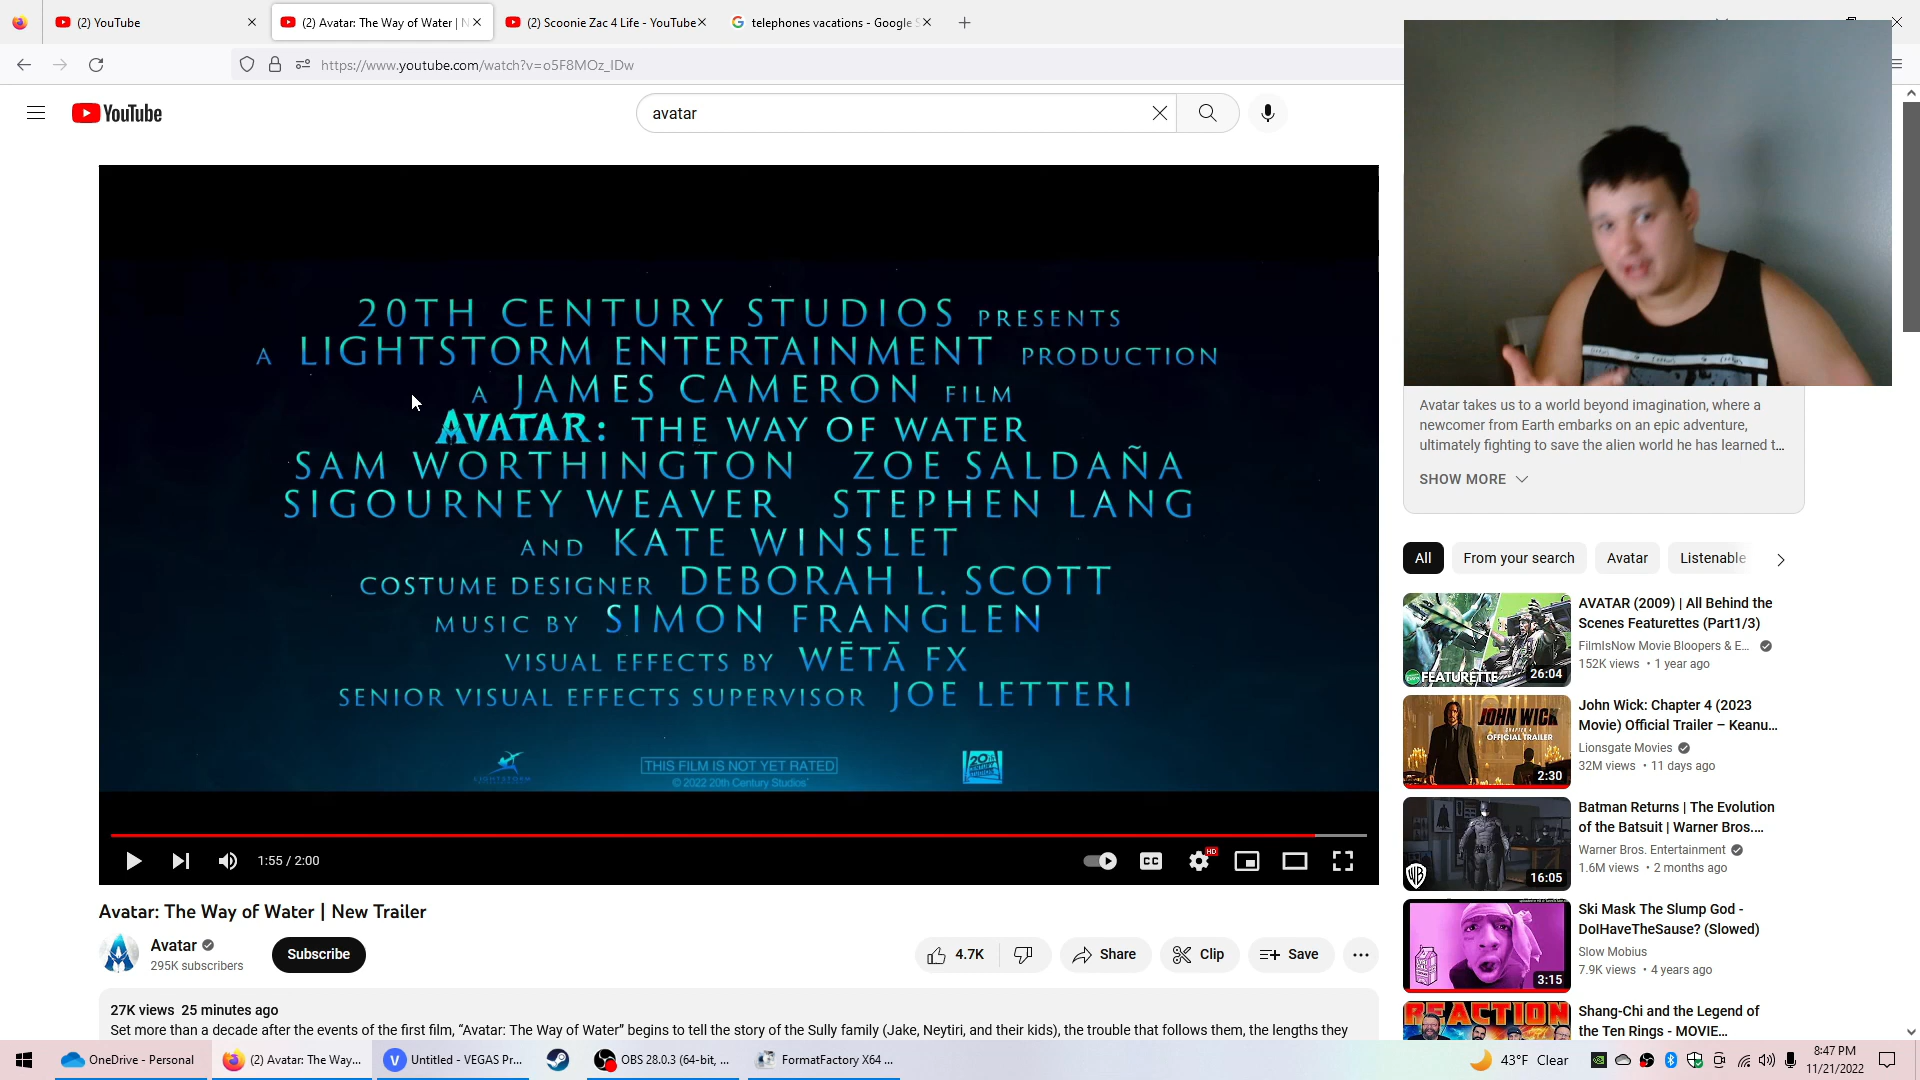 (2) YouTube
(2) Avatar: The Way of Water | N
(2) Scoonie Zac 4 Life - YouTube
telephones vacations - Google S
https://www.youtube.com/watch?v=o5F8MOz_IDw
YouTube
avatar
20TH CENTURY STUDIOS PRESENTS
A LIGHTSTORM ENTERTAINMENT PRODUCTION
A JAMES CAMERON FILM
AVATAR: THE WAY OF WATER
SAM WORTHINGTON ZOE SALDAÑA
SIGOURNEY WEAVER STEPHEN LANG
AND KATE WINSLET
COSTUME DESIGNER DEBORAH L. SCOTT
MUSIC BY SIMON FRANGLEN
VISUAL EFFECTS BY WĒTĀ FX
SENIOR VISUAL EFFECTS SUPERVISOR JOE LETTERI
LIGHTSTORM
THIS FILM IS NOT YET RATED
© 2022 20th Century Studios
20TH
1:55 / 2:00
CC
HD
Avatar: The Way of Water | New Trailer
Avatar
295K subscribers
Subscribe
4.7K
Share
Clip
Save
27K views 25 minutes ago
Set more than a decade after the events of the first film, “Avatar: The Way of Water” begins to tell the story of the Sully family (Jake, Neytiri, and their kids), the trouble that follows them, the lengths they
Avatar takes us to a world beyond imagination, where a
newcomer from Earth embarks on an epic adventure,
ultimately fighting to save the alien world he has learned t...
SHOW MORE
All
From your search
Avatar
Listenable
FEATURETTE
26:04
AVATAR (2009) | All Behind the
Scenes Featurettes (Part1/3)
FilmIsNow Movie Bloopers & E...
152K views • 1 year ago
JOHN WICK
CHAPTER 4
OFFICIAL TRAILER
2:30
John Wick: Chapter 4 (2023
Movie) Official Trailer – Keanu...
Lionsgate Movies
32M views • 11 days ago
WB
16:05
Batman Returns | The Evolution
of the Batsuit | Warner Bros....
Warner Bros. Entertainment
1.6M views • 2 months ago
3:15
Ski Mask The Slump God -
DoIHaveTheSause? (Slowed)
Slow Mobius
7.9K views • 4 years ago
REACTION
Shang-Chi and the Legend of
the Ten Rings - MOVIE...
OneDrive - Personal
(2) Avatar: The Way...
Untitled - VEGAS Pr...
OBS 28.0.3 (64-bit, ...
FormatFactory X64 ...
43°F Clear
8:47 PM
11/21/2022